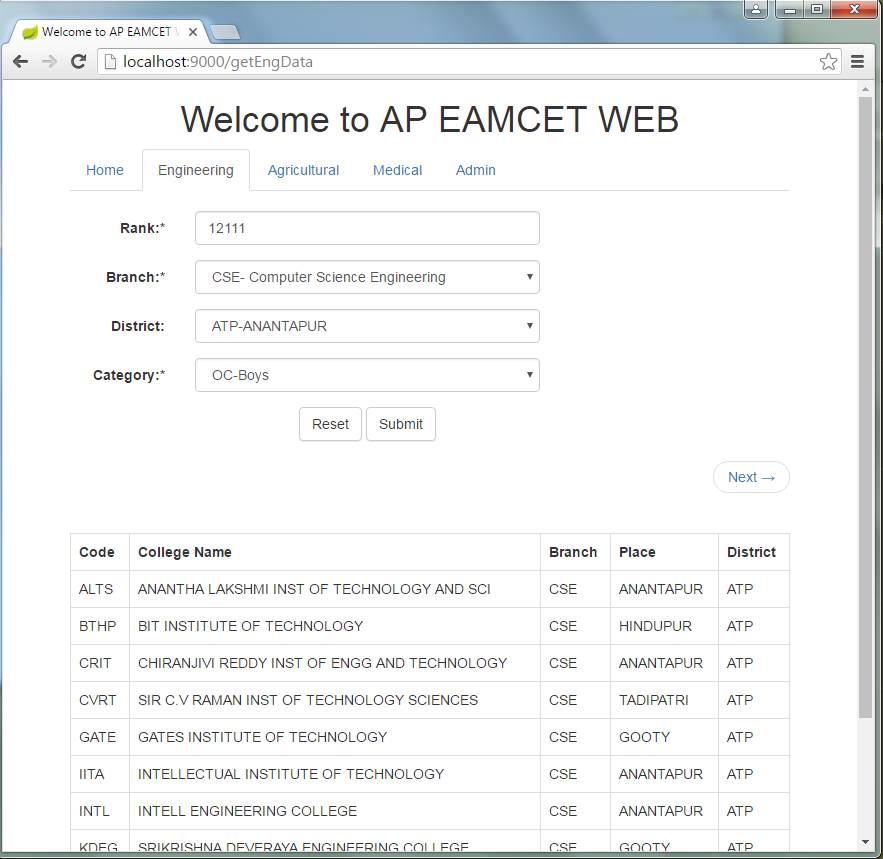 Welcome to AP EAMCET
localhost:9000/getEngData
Welcome to AP EAMCET WEB
Home Engineering Agricultural Medical Admin
Rank:* 12111
Branch:* CSE- Computer Science Engineering
District: ATP-ANANTAPUR
Category:* OC-Boys
Reset Submit
Next →
Code College Name Branch Place District
ALTS ANANTHA LAKSHMI INST OF TECHNOLOGY AND SCI CSE ANANTAPUR ATP
BTHP BIT INSTITUTE OF TECHNOLOGY CSE HINDUPUR ATP
CRIT CHIRANJIVI REDDY INST OF ENGG AND TECHNOLOGY CSE ANANTAPUR ATP
CVRT SIR C.V RAMAN INST OF TECHNOLOGY SCIENCES CSE TADIPATRI ATP
GATE GATES INSTITUTE OF TECHNOLOGY CSE GOOTY ATP
IITA INTELLECTUAL INSTITUTE OF TECHNOLOGY CSE ANANTAPUR ATP
INTL INTELL ENGINEERING COLLEGE CSE ANANTAPUR ATP
KDEG SRIKRISHNA DEVERAYA ENGINEERING COLLEGE CSE GOOTY ATP